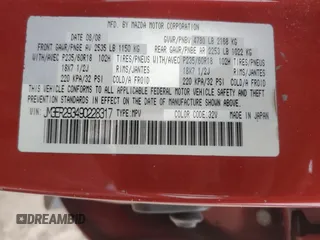 MFD BY MAZDA MOTOR CORPORATION
DATE 08/08 GVWR/PNBV 4780 LB 2168 KG
FRONT GAWR/PNBE AV 2535 LB 1150 KG REAR GAWR/PNBE AR 2253 LB 1022 KG
WITH/AVEC P235/60R18 102H TIRES/PNEUS WITH/AVEC P235/60R18 102H TIRES/PNEUS
18X7 1/2J RIMS/JANTES 18X7 1/2J
220 KPA/32 PSI COLD/A FROID 220 KPA/32 PSI COLD/A FROID
THIS VEHICLE CONFORMS TO ALL APPLICABLE FEDERAL MOTOR VEHICLE
SAFETY, AND THEFT PREVENTION STANDARDS IN EFFECT ON THE DATE OF
MANUFACTURE SHOWN ABOVE.
TYPE:MPV COLOR CODE:32V MADE IN JAPAN
DREAMBID